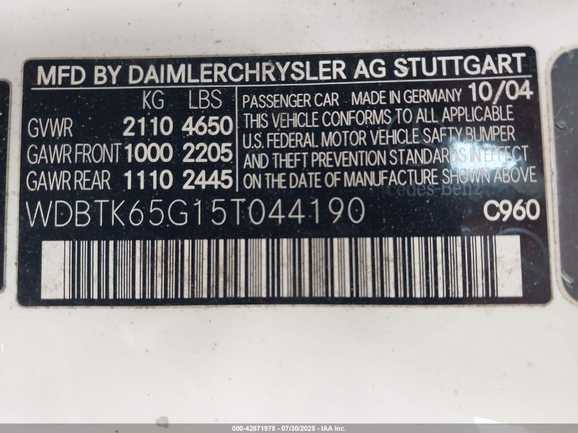 MFD BY DAIMLERCHRYSLER AG STUTTGART
KG LBS
GVWR 2110 4650
GAWR FRONT 1000 2205
GAWR REAR 1110 2445
PASSENGER CAR MADE IN GERMANY 10/04
THIS VEHICLE CONFORMS TO ALL APPLICABLE
U.S. FEDERAL MOTOR VEHICLE SAFTY BUMPER
AND THEFT PREVENTION STANDARDS IN EFFECT
ON THE DATE OF MANUFACTURE SHOWN ABOVE.
Mercedes-Benz
WDBTK65G15T044190 C960
000-42671978 - 07/30/2025 - IAA Inc.